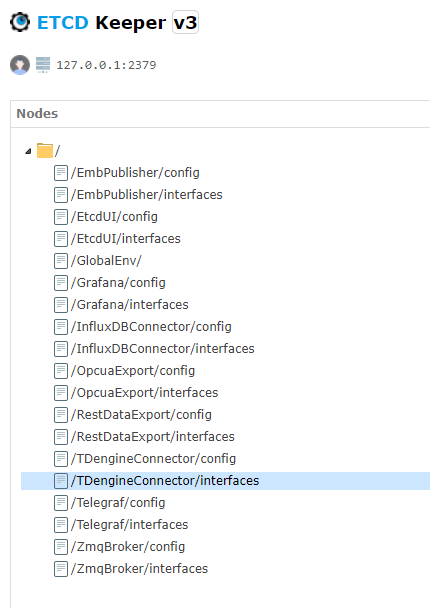 ETCD Keeper v3
127.0.0.1:2379
Nodes
/
/EmbPublisher/config
/EmbPublisher/interfaces
/EtcdUI/config
/EtcdUI/interfaces
/GlobalEnv/
/Grafana/config
/Grafana/interfaces
/InfluxDBConnector/config
/InfluxDBConnector/interfaces
/OpcuaExport/config
/OpcuaExport/interfaces
/RestDataExport/config
/RestDataExport/interfaces
/TDengineConnector/config
/TDengineConnector/interfaces
/Telegraf/config
/Telegraf/interfaces
/ZmqBroker/config
/ZmqBroker/interfaces